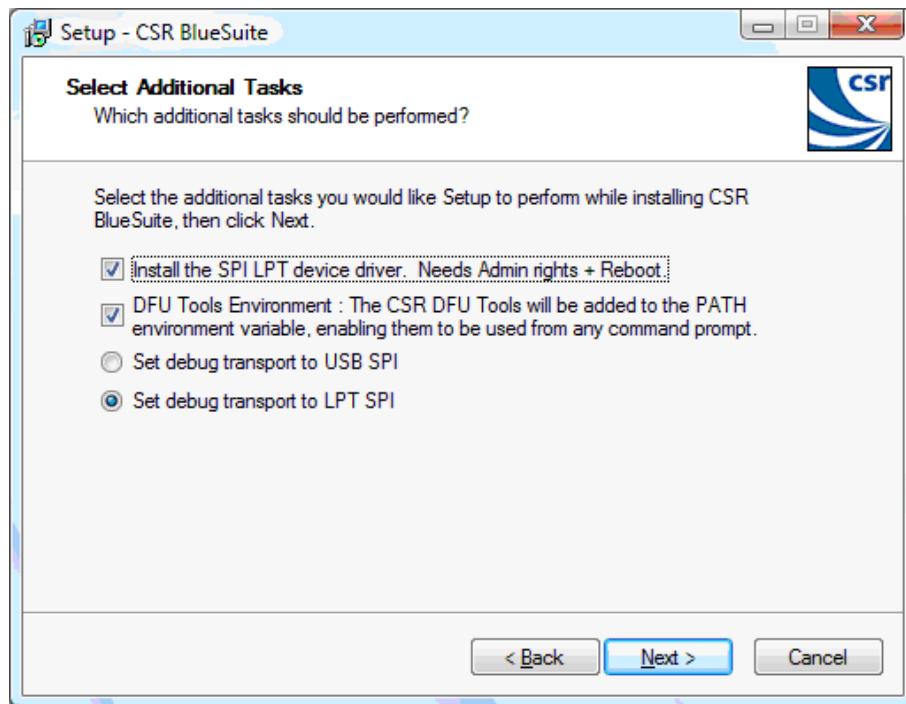 Setup - CSR BlueSuite
Select Additional Tasks
Which additional tasks should be performed?
csr
Select the additional tasks you would like Setup to perform while installing CSR
BlueSuite, then click Next.
Install the SPI LPT device driver.  Needs Admin rights + Reboot.
DFU Tools Environment : The CSR DFU Tools will be added to the PATH
environment variable, enabling them to be used from any command prompt.
Set debug transport to USB SPI
Set debug transport to LPT SPI
< Back
Next >
Cancel